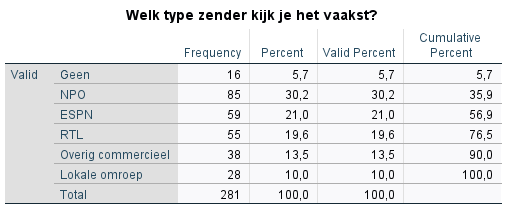 Welk type zender kijk je het vaakst?
Frequency Percent Valid Percent Cumulative Percent
Valid Geen 16 5,7 5,7 5,7
NPO 85 30,2 30,2 35,9
ESPN 59 21,0 21,0 56,9
RTL 55 19,6 19,6 76,5
Overig commercieel 38 13,5 13,5 90,0
Lokale omroep 28 10,0 10,0 100,0
Total 281 100,0 100,0